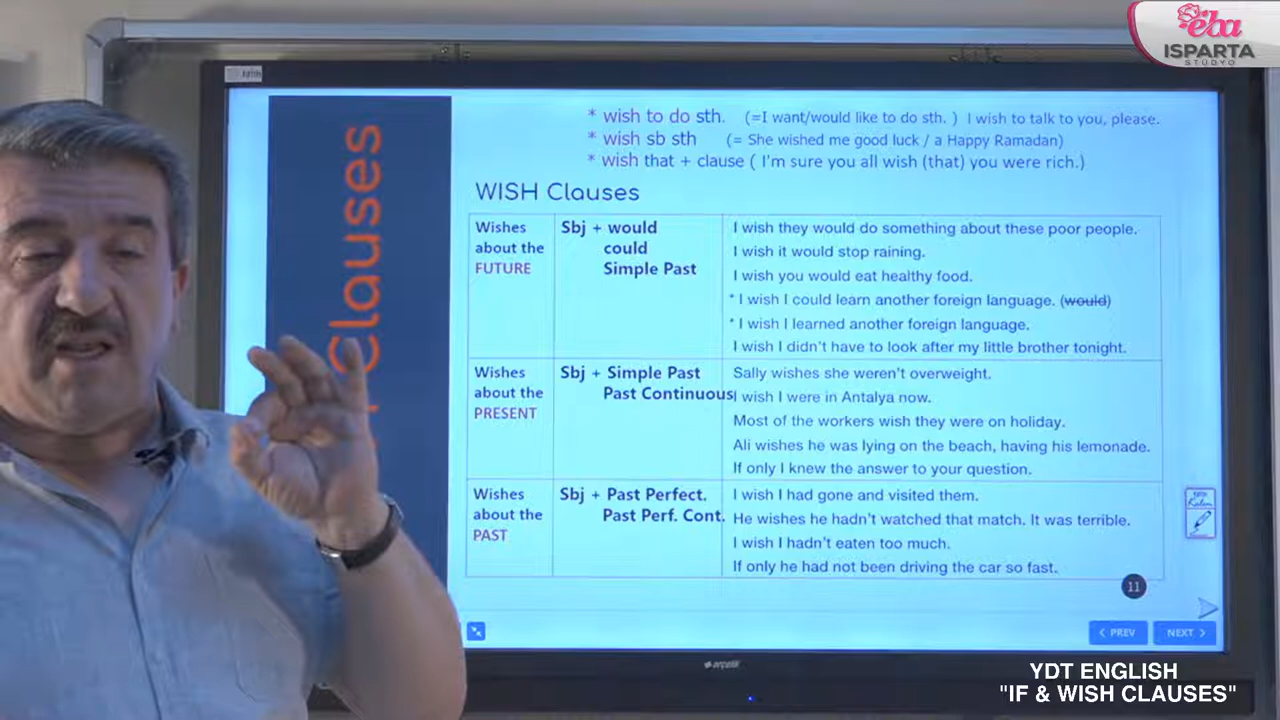 eba
ISPARTA
STÜDYO
Clauses
* wish to do sth. (=I want/would like to do sth. ) I wish to talk to you, please.
* wish sb sth (= She wished me good luck / a Happy Ramadan)
* wish that + clause ( I'm sure you all wish (that) you were rich.)
WISH Clauses
Wishes about the FUTURE
Sbj + would
could
Simple Past
I wish they would do something about these poor people.
I wish it would stop raining.
I wish you would eat healthy food.
* I wish I could learn another foreign language. (would)
* I wish I learned another foreign language.
I wish I didn't have to look after my little brother tonight.
Wishes about the PRESENT
Sbj + Simple Past
Past Continuous
Sally wishes she weren't overweight.
I wish I were in Antalya now.
Most of the workers wish they were on holiday.
Ali wishes he was lying on the beach, having his lemonade.
If only I knew the answer to your question.
Wishes about the PAST
Sbj + Past Perfect.
Past Perf. Cont.
I wish I had gone and visited them.
He wishes he hadn't watched that match. It was terrible.
I wish I hadn't eaten too much.
If only he had not been driving the car so fast.
11
Kalem
< PREV
NEXT >
arçelik
YDT ENGLISH
"IF & WISH CLAUSES"